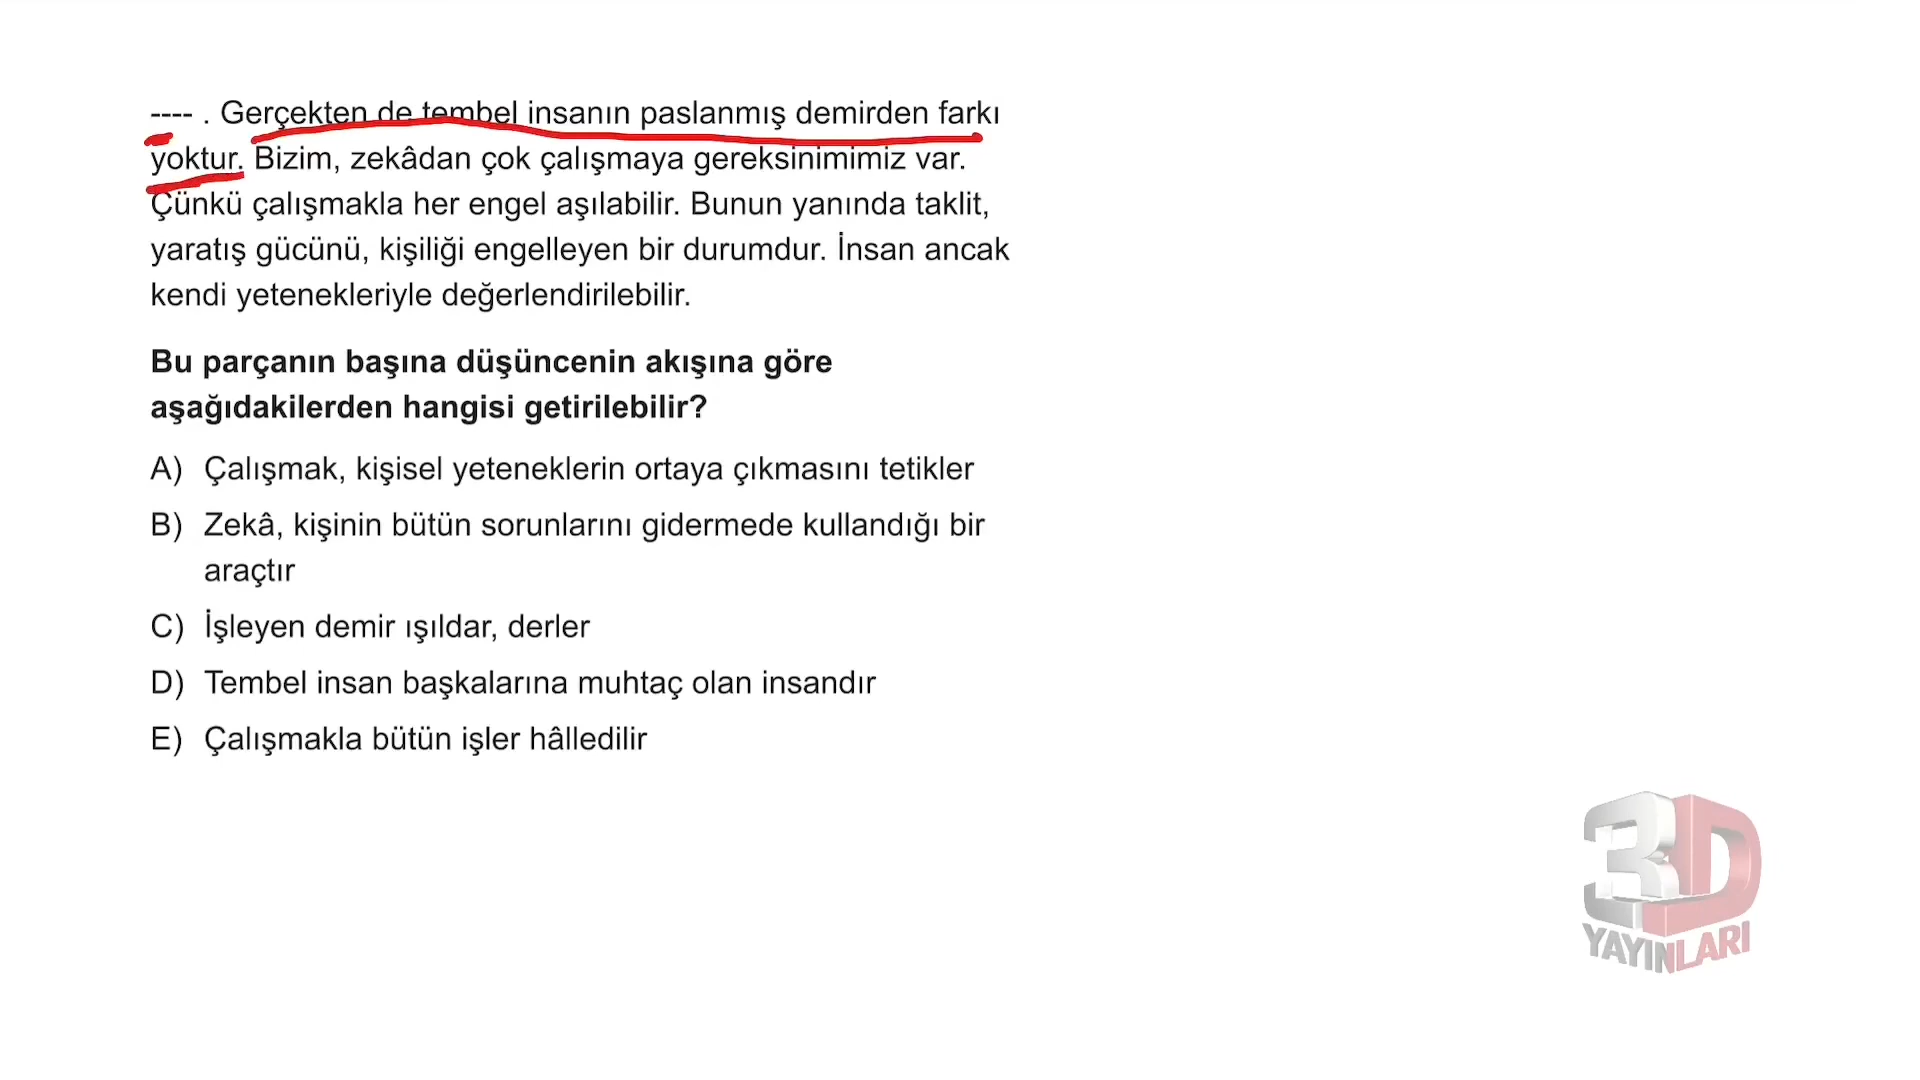 ---- . Gerçekten de tembel insanın paslanmış demirden farkı
yoktur. Bizim, zekâdan çok çalışmaya gereksinimimiz var.
Çünkü çalışmakla her engel aşılabilir. Bunun yanında taklit,
yaratış gücünü, kişiliği engelleyen bir durumdur. İnsan ancak
kendi yetenekleriyle değerlendirilebilir.
Bu parçanın başına düşüncenin akışına göre
aşağıdakilerden hangisi getirilebilir?
A) Çalışmak, kişisel yeteneklerin ortaya çıkmasını tetikler
B) Zekâ, kişinin bütün sorunlarını gidermede kullandığı bir
araçtır
C) İşleyen demir ışıldar, derler
D) Tembel insan başkalarına muhtaç olan insandır
E) Çalışmakla bütün işler hâlledilir
3D
YAYINLARI